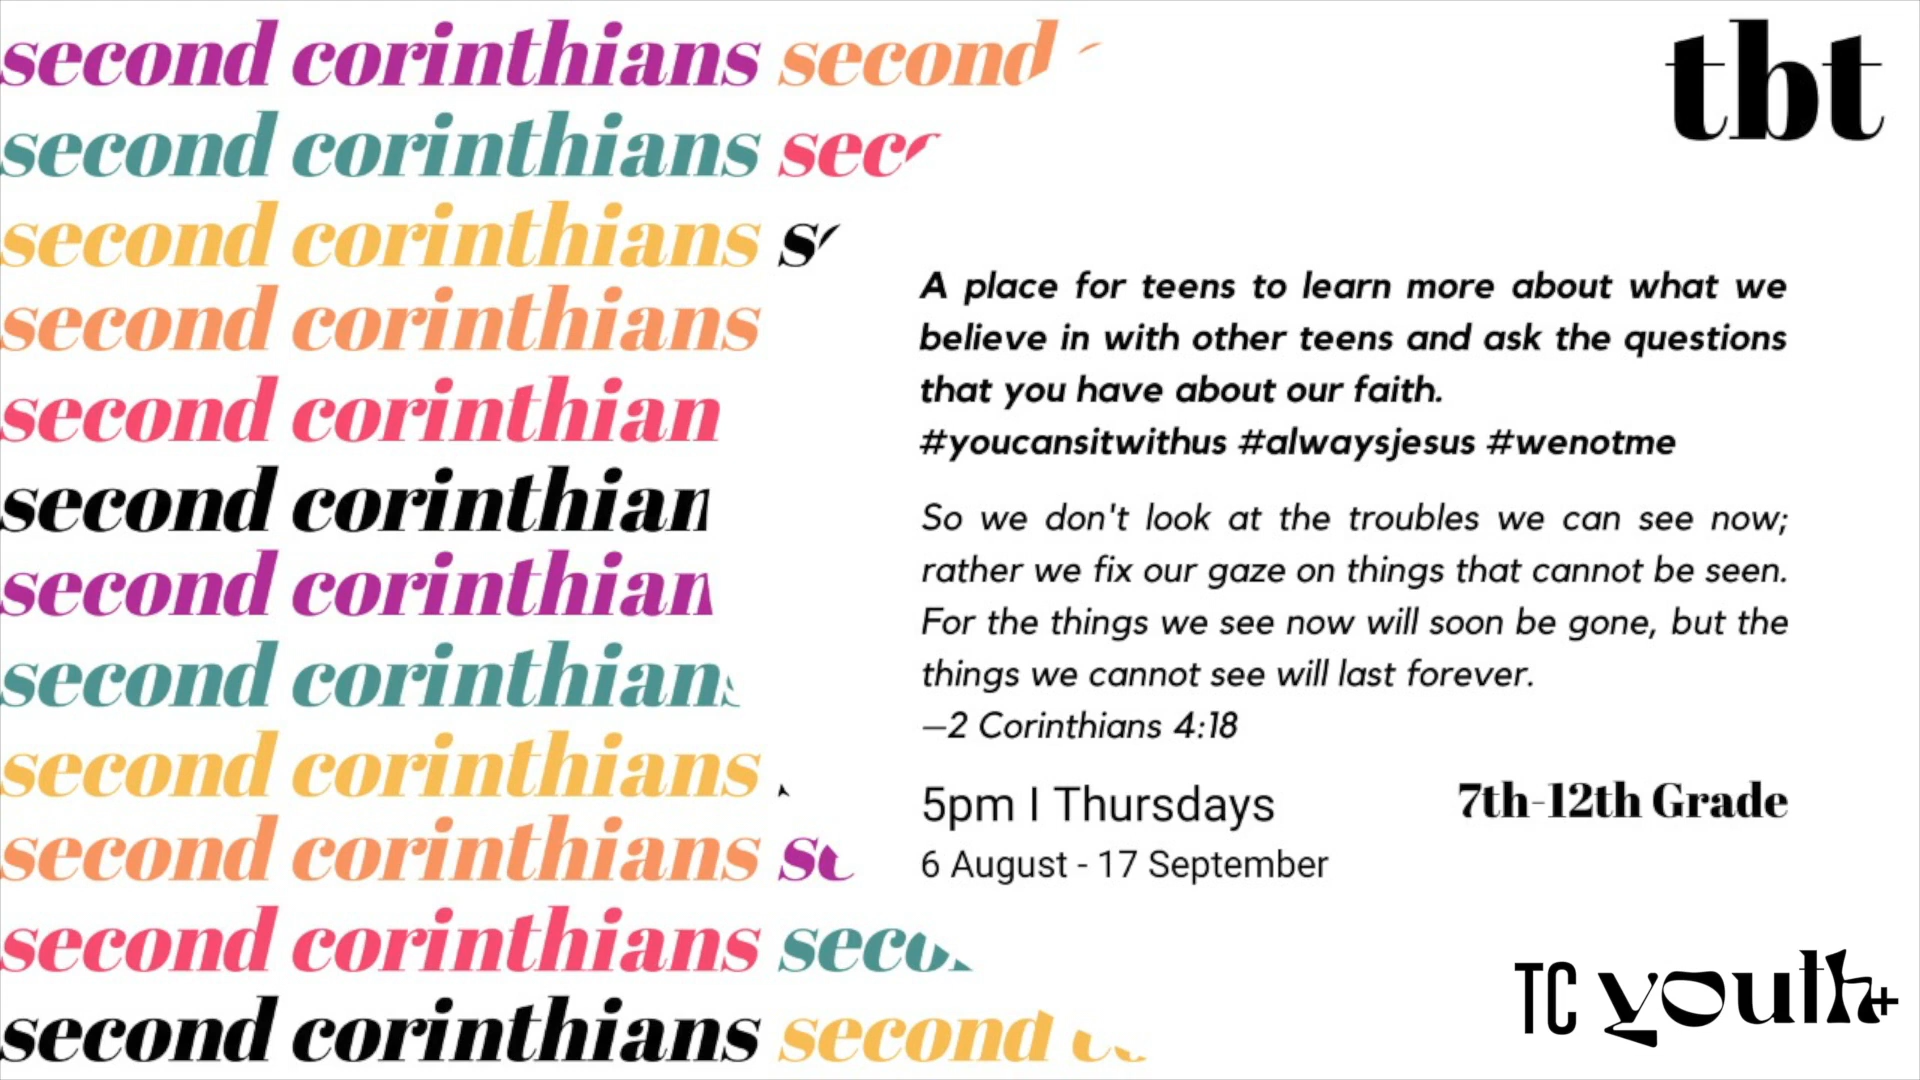 second corinthians second
tbt
second corinthians sec
second corinthians s
second corinthians
second corinthian
second corinthian
second corinthian
second corinthian
second corinthians
second corinthians s
second corinthians seco
second corinthians second
A place for teens to learn more about what we
believe in with other teens and ask the questions
that you have about our faith.
#youcansitwithus #alwaysjesus #wenotme
So we don't look at the troubles we can see now;
rather we fix our gaze on things that cannot be seen.
For the things we see now will soon be gone, but the
things we cannot see will last forever.
—2 Corinthians 4:18
5pm I Thursdays
7th-12th Grade
6 August - 17 September
TC youth+